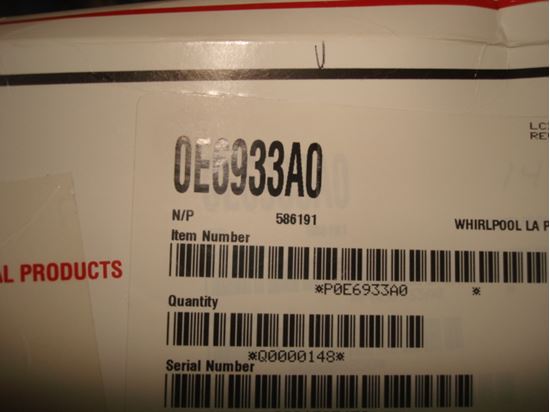 U
LC
RE
0E6933A0
N/P 586191 WHIRLPOOL LA P
Item Number
AL PRODUCTS
*P0E6933A0 *
Quantity
*Q0000148*
Serial Number